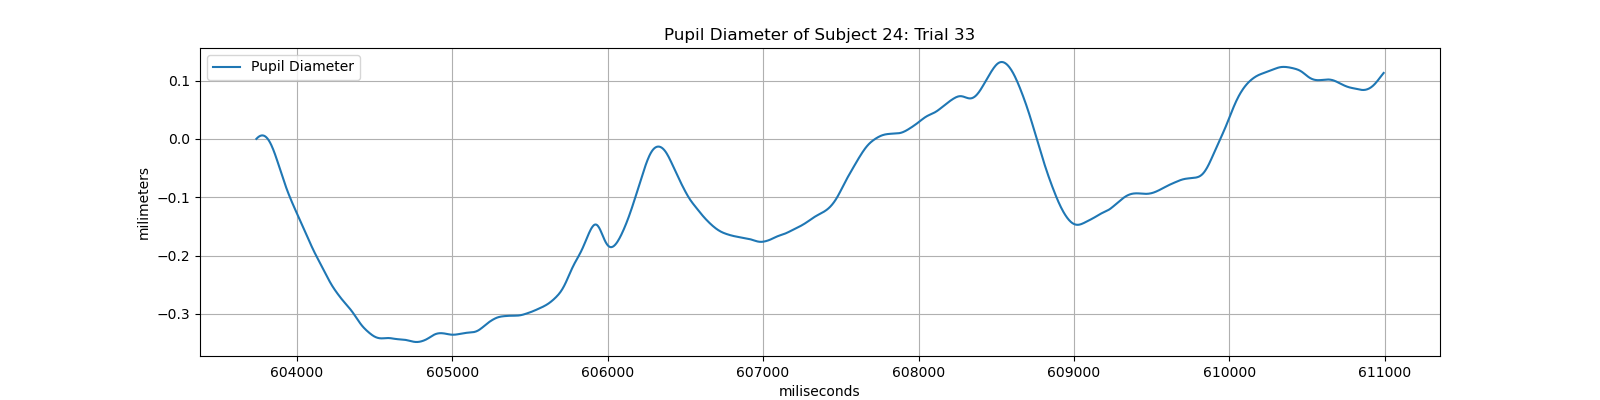 Pupil Diameter of Subject 24: Trial 33
Pupil Diameter
0.1
0.0
−0.1
−0.2
−0.3
milimeters
604000 605000 606000 607000 608000 609000 610000 611000
miliseconds